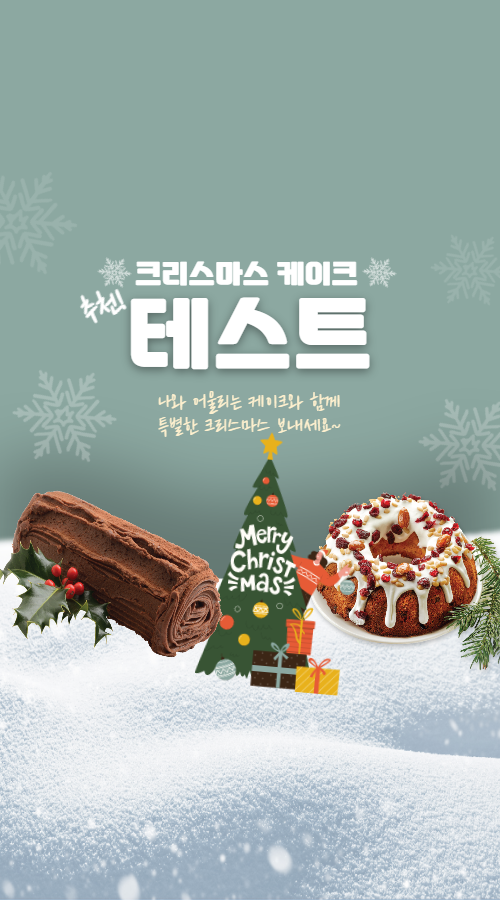 크리스마스 케이크
추천!
테스트
나와 어울리는 케이크와 함께
특별한 크리스마스 보내세요~
Merry
Christ
mas